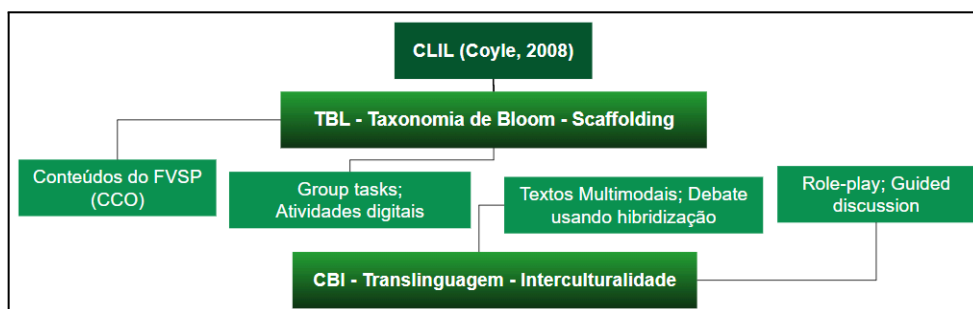 CLIL (Coyle, 2008)
TBL - Taxonomia de Bloom - Scaffolding
Conteúdos do FVSP
(CCO)
Group tasks;
Atividades digitais
Textos Multimodais; Debate
usando hibridização
Role-play; Guided
discussion
CBI - Translinguagem - Interculturalidade